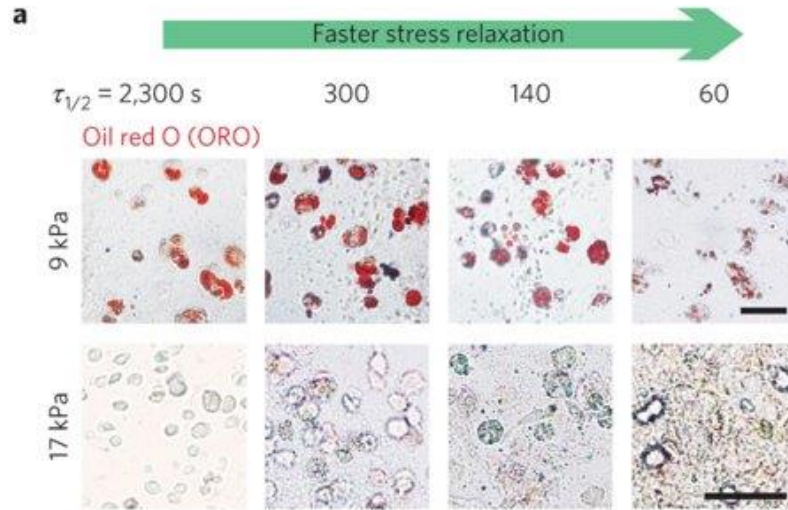 a
Faster stress relaxation
τ1/2 = 2,300 s 300 140 60
Oil red O (ORO)
9 kPa
17 kPa